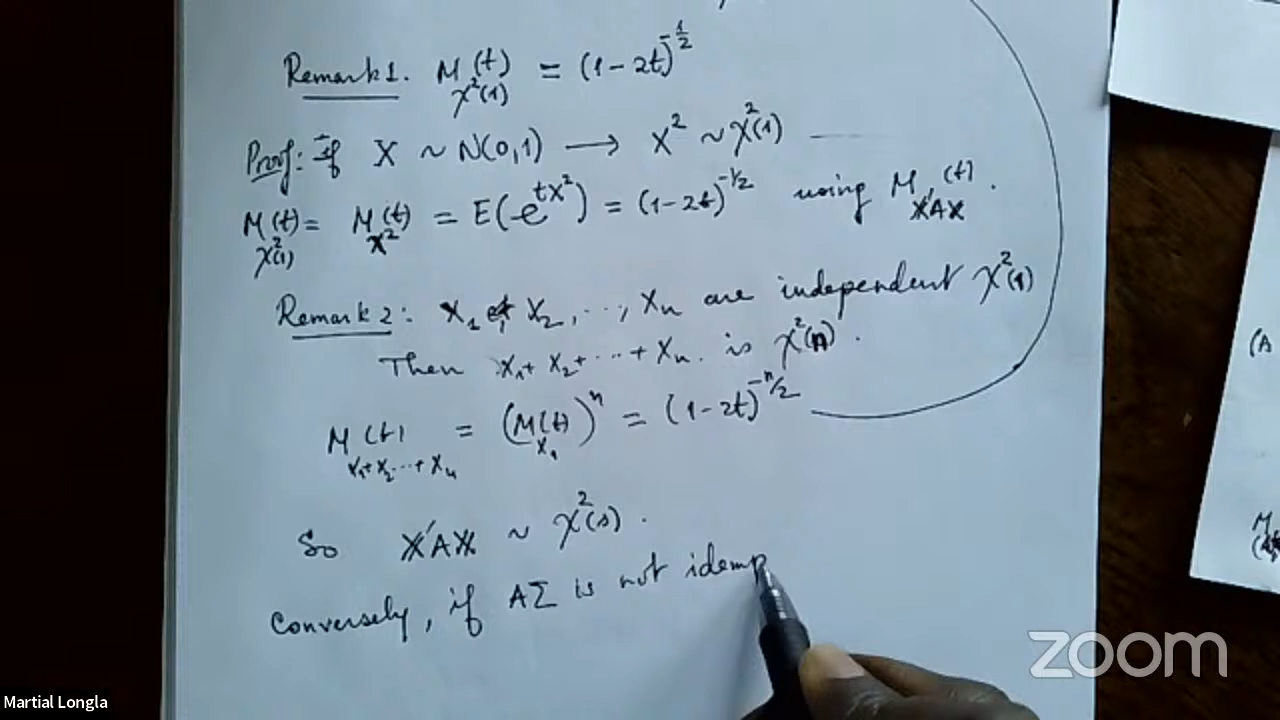 Remark 1. M_{χ²(1)}(t) = (1-2t)^{-1/2}
Proof: If X ~ N(0,1) → X² ~ χ²(1)
M_{χ²(1)}(t) = M_{X²}(t) = E(e^{tX²}) = (1-2t)^{-1/2} using M_{X'AX}(t).
Remark 2: X₁, X₂, ..., Xₙ are independent χ²(1)
Then X₁+X₂+...+Xₙ is χ²(n).
M_{X₁+X₂...+Xₙ}(t) = (M_{X₁}(t))ⁿ = (1-2t)^{-n/2}
So X'AX ~ χ²(s).
Conversely, if AΣ is not idemp
(A
M
zoom
Martial Longla